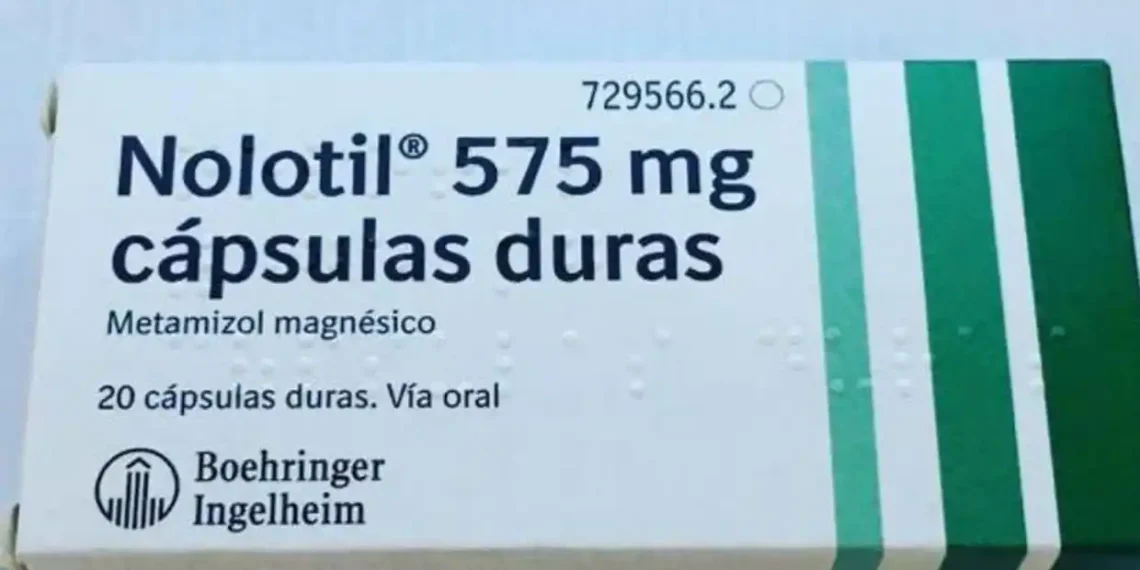 729566.2
Nolotil® 575 mg
cápsulas duras
Metamizol magnésico
20 cápsulas duras. Vía oral
Boehringer
Ingelheim